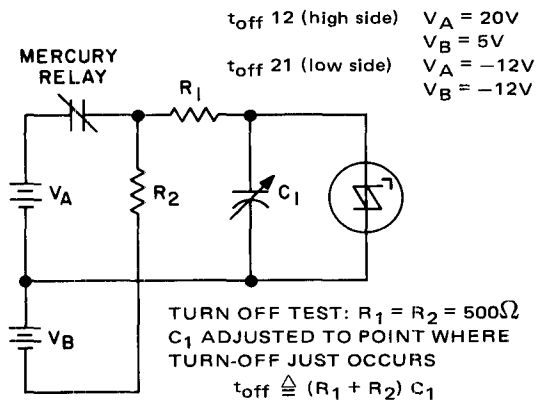 t_off 12 (high side) V_A = 20V
V_B = 5V
t_off 21 (low side) V_A = -12V
V_B = -12V
MERCURY
RELAY
R_1
V_A
R_2
C_1
V_B
TURN OFF TEST: R_1 = R_2 = 500Ω
C_1 ADJUSTED TO POINT WHERE
TURN-OFF JUST OCCURS
t_off ≙ (R_1 + R_2) C_1